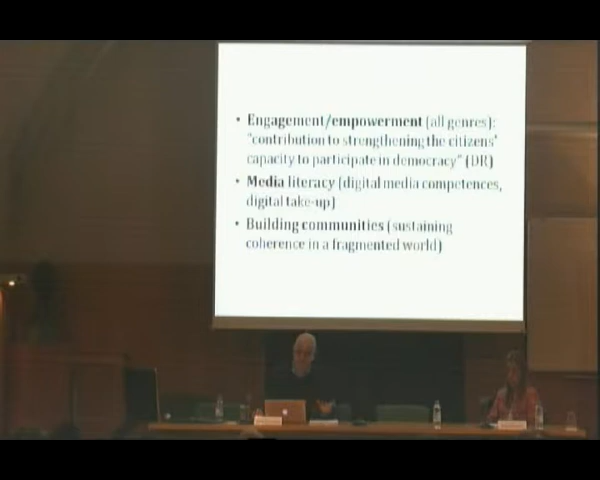 • Engagement/empowerment (all genres):
"contribution to strengthening the citizens'
capacity to participate in democracy" (DR)
• Media literacy (digital media competences,
digital take-up)
• Building communities (sustaining
coherence in a fragmented world)